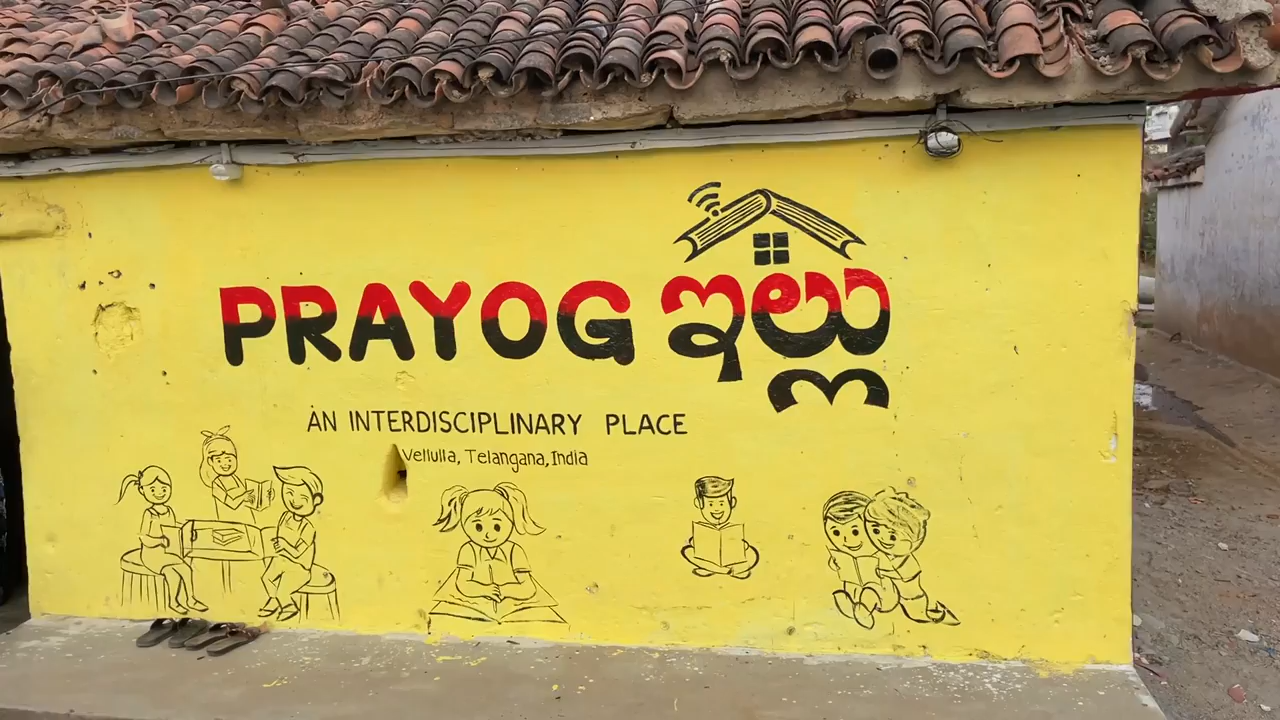 PRAYOG ఇల్లు
AN INTERDISCIPLINARY PLACE
Vellulla, Telangana, India